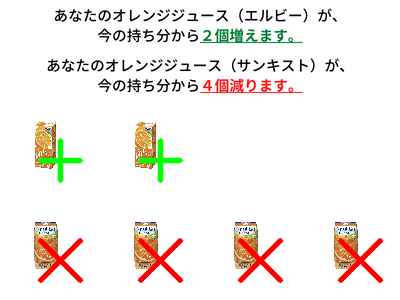 あなたのオレンジジュース（エルビー）が、
今の持ち分から２個増えます。
あなたのオレンジジュース（サンキスト）が、
今の持ち分から４個減ります。